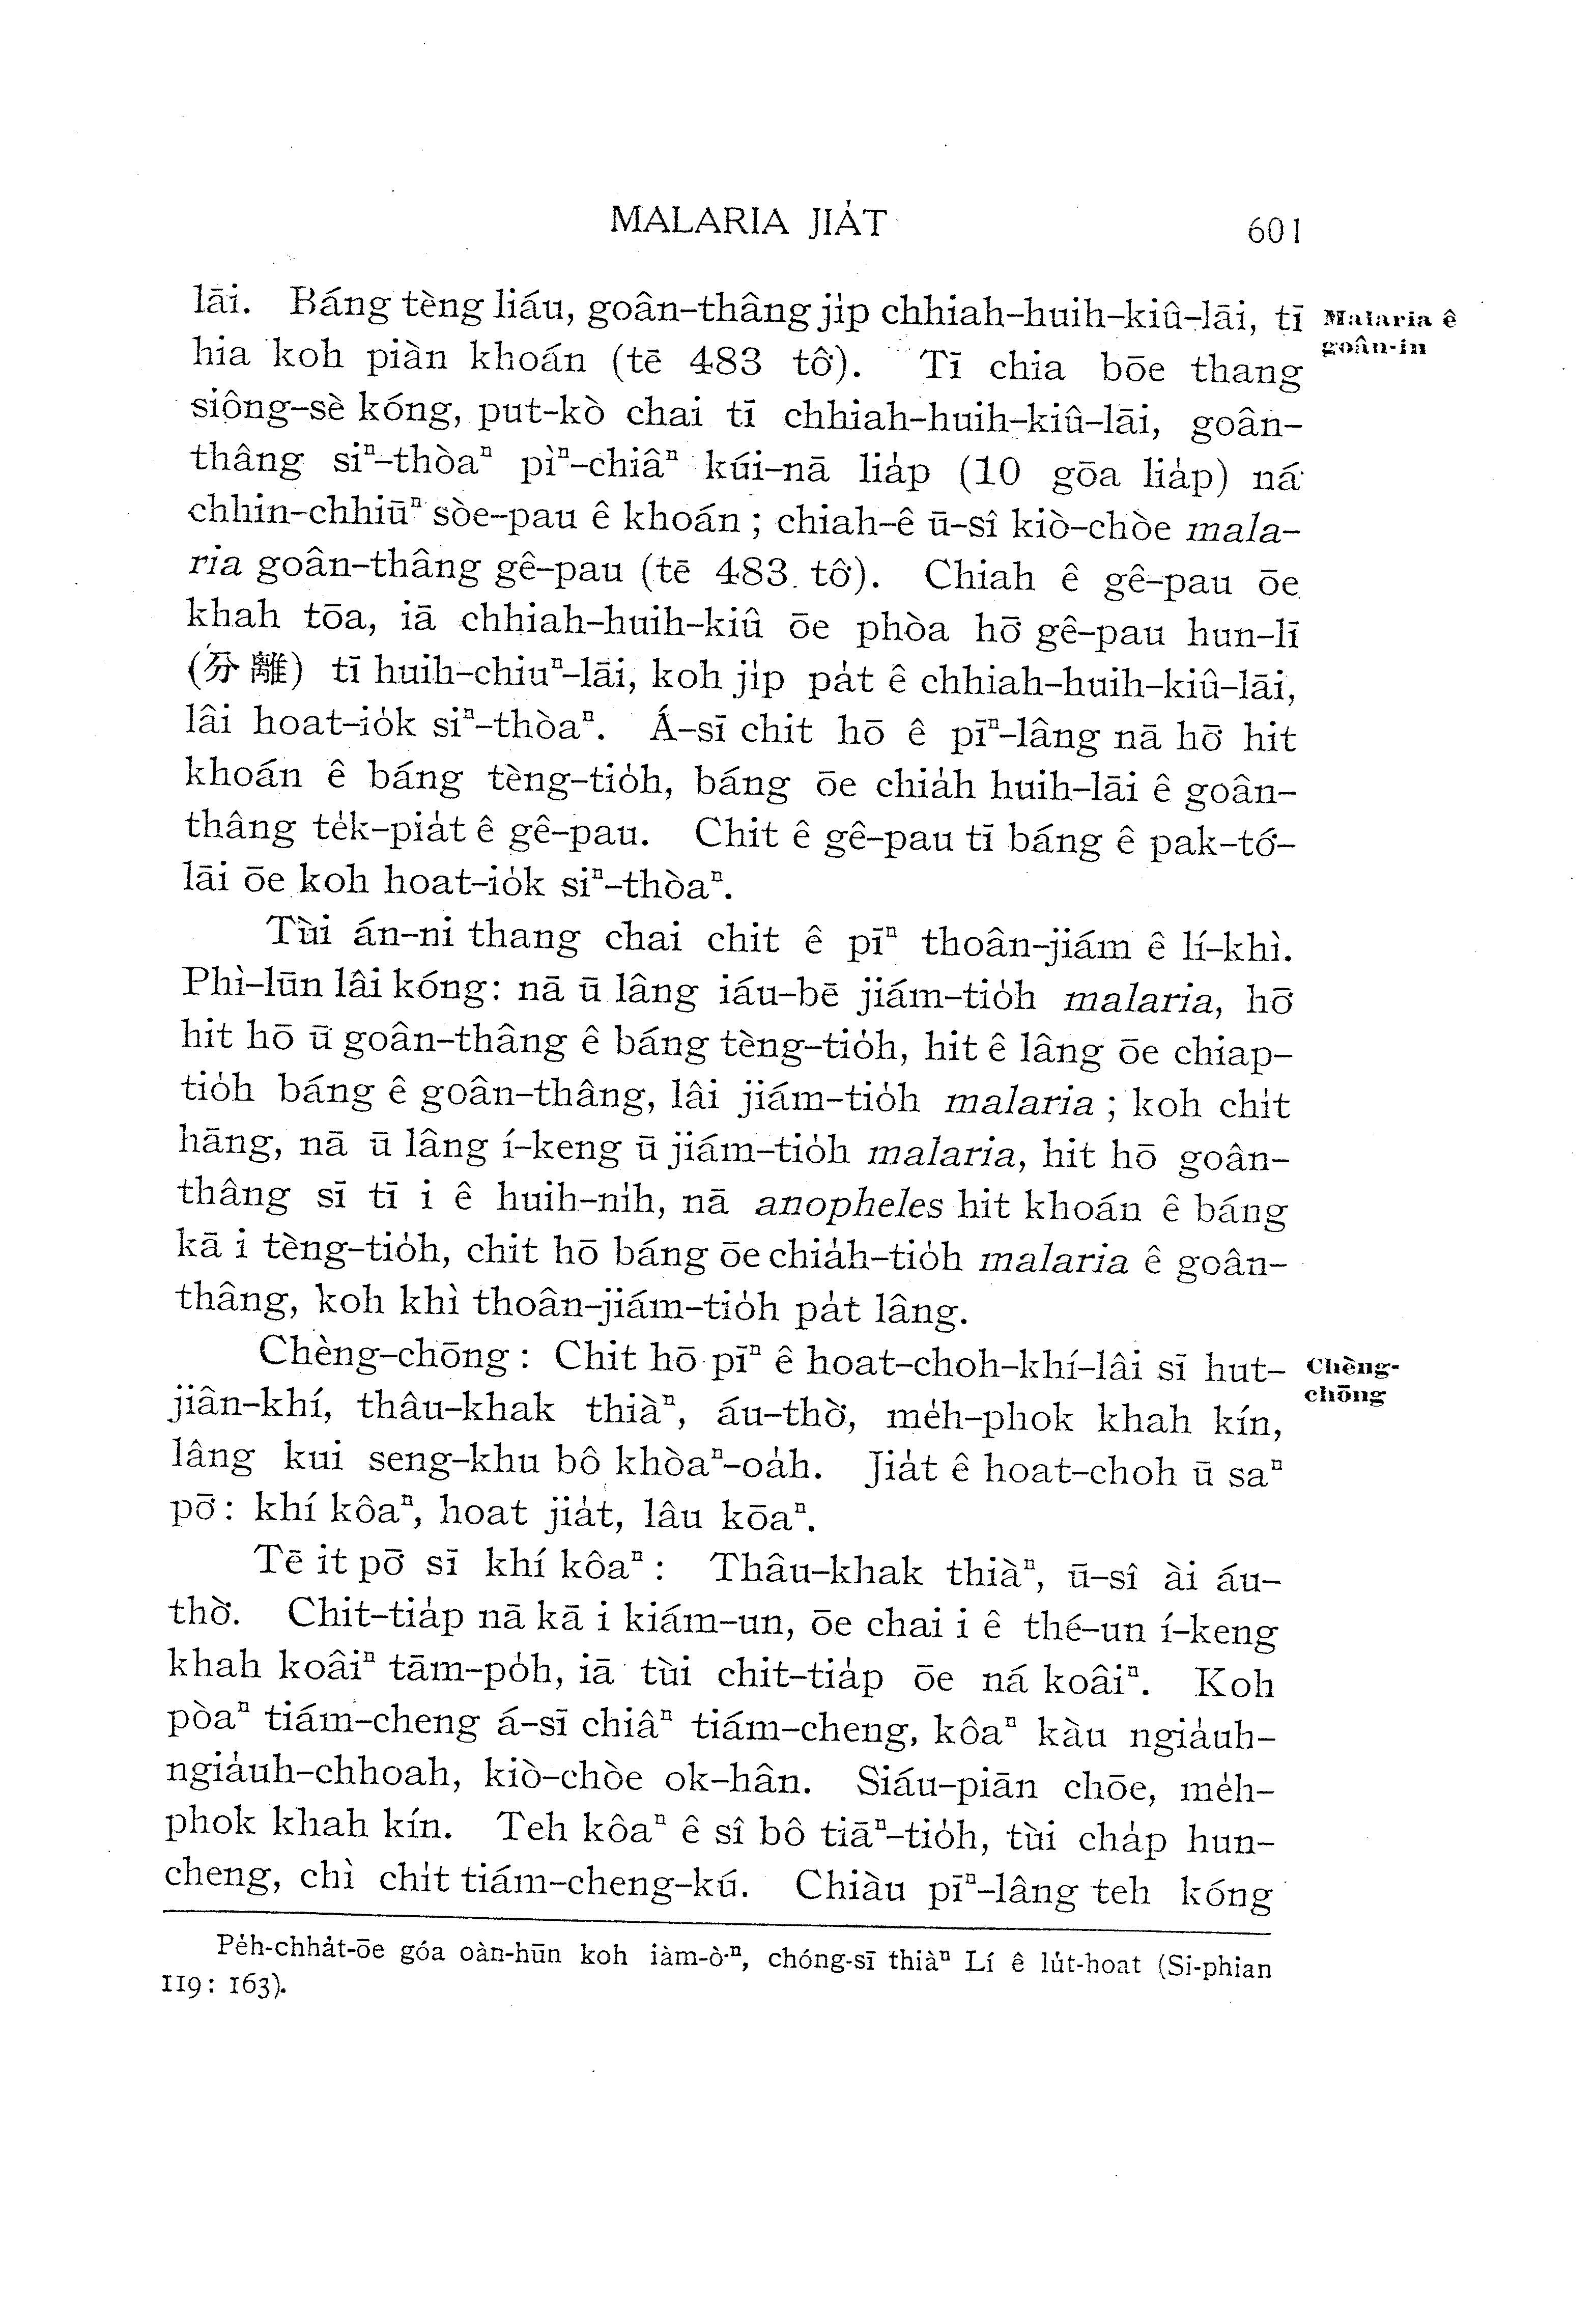 MALARIA JIA̍T
601
lāi. Báng tèng liáu, goân-thâng ji̍p chhiah-huih-kiû-lāi, tī
Malaria ê
goân-in
hia koh piàn khoán (tē 483 tô͘). Tī chia bōe thang
siông-sè kóng, put-kò chai tī chhiah-huih-kiû-lāi, goân-
thâng siⁿ-thòaⁿ pìⁿ-chiâⁿ kúi-nā lia̍p (10 gōa lia̍p) ná
chhin-chhiūⁿ sòe-pau ê khoán ; chiah-ê ū-sî kiò-chòe mala-
ria goân-thâng gê-pau (tē 483 tô͘). Chiah ê gê-pau ōe
khah tōa, iā chhiah-huih-kiû ōe phòa hō͘ gê-pau hun-lī
(分離) tī huih-chiuⁿ-lāi, koh ji̍p pa̍t ê chhiah-huih-kiû-lāi,
lâi hoat-io̍k siⁿ-thòaⁿ. Á-sī chit hō ê pīⁿ-lâng nā hō͘ hit
khoán ê báng tèng-tio̍h, báng ōe chia̍h huih-lāi ê goân-
thâng te̍k-pia̍t ê gê-pau. Chit ê gê-pau tī báng ê pak-tó͘-
lāi ōe koh hoat-io̍k siⁿ-thòaⁿ.
Tùi án-ni thang chai chit ê pīⁿ thoân-jiám ê lí-khì.
Phì-lūn lâi kóng: nā ū lâng iáu-bē jiám-tio̍h malaria, hō͘
hit hō ū goân-thâng ê báng tèng-tio̍h, hit ê lâng ōe chiap-
tio̍h báng ê goân-thâng, lâi jiám-tio̍h malaria ; koh chi̍t
hāng, nā ū lâng í-keng ū jiám-tio̍h malaria, hit hō goân-
thâng sī tī i ê huih-ni̍h, nā anopheles hit khoán ê báng
kā i tèng-tio̍h, chit hō báng ōe chia̍h-tio̍h malaria ê goân-
thâng, koh khì thoân-jiám-tio̍h pa̍t lâng.
Chèng-chōng : Chit hō pīⁿ ê hoat-choh-khí-lâi sī hut-
Chèng-
chōng
jiân-khí, thâu-khak thiàⁿ, áu-thò͘, me̍h-phok khah kín,
lâng kui seng-khu bô khòaⁿ-oa̍h. Jia̍t ê hoat-choh ū saⁿ
pō͘: khí kôaⁿ, hoat jia̍t, lâu kōaⁿ.
Tē it pō͘ sī khí kôaⁿ : Thâu-khak thiàⁿ, ū-sî ài áu-
thò͘. Chit-tia̍p nā kā i kiám-un, ōe chai i ê thé-un í-keng
khah koâiⁿ tām-po̍h, iā tùi chit-tia̍p ōe ná koâiⁿ. Koh
pòaⁿ tiám-cheng á-sī chiâⁿ tiám-cheng, kôaⁿ kàu ngia̍uh-
ngia̍uh-chhoah, kiò-chòe ok-hân. Siáu-piān chōe, me̍h-
phok khah kín. Teh kôaⁿ ê sî bô tiāⁿ-tio̍h, tùi cha̍p hun-
cheng, chì chi̍t tiám-cheng-kú. Chiàu pīⁿ-lâng teh kóng
Pe̍h-chha̍t-ōe góa oàn-hūn koh iàm-ò͘ⁿ, chóng-sī thiàⁿ Lí ê lu̍t-hoat (Si-phian
119: 163).